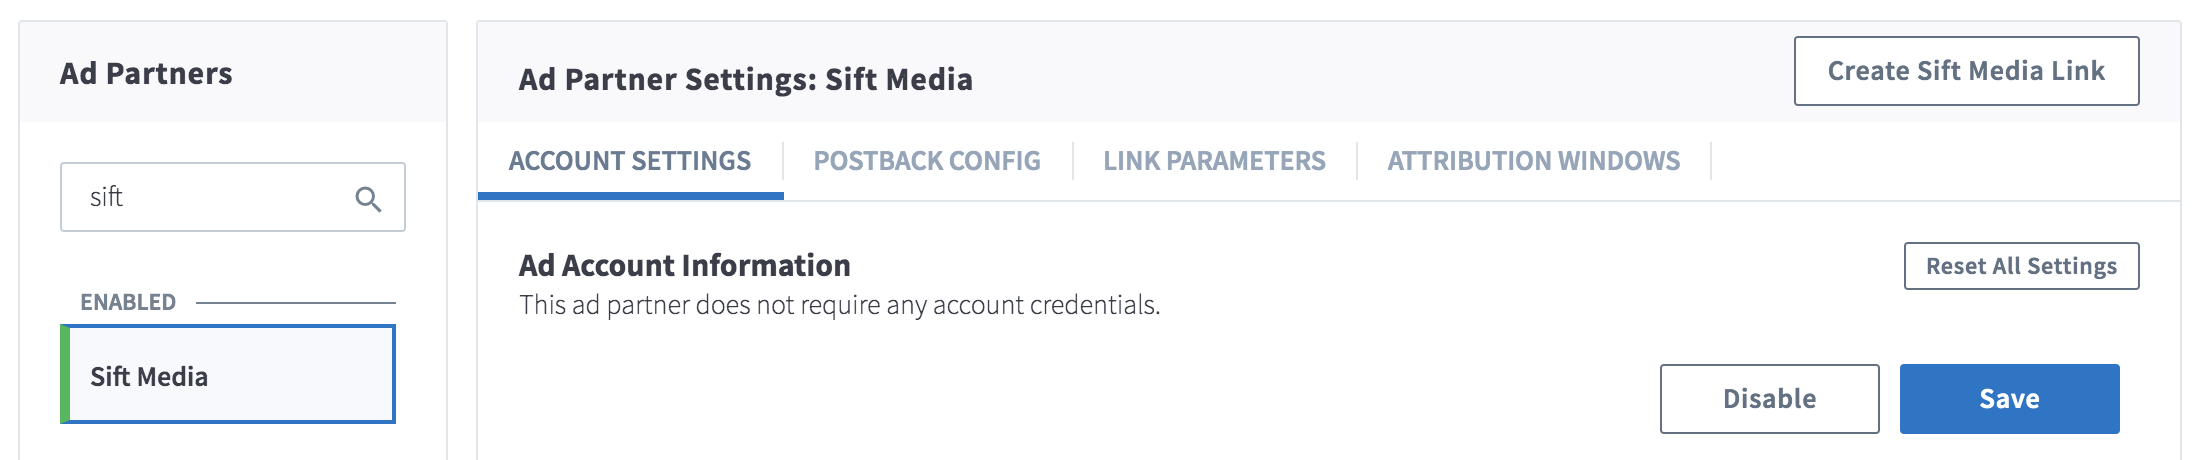 Ad Partners
sift
ENABLED
Sift Media
Ad Partner Settings: Sift Media
Create Sift Media Link
ACCOUNT SETTINGS
POSTBACK CONFIG
LINK PARAMETERS
ATTRIBUTION WINDOWS
Ad Account Information
Reset All Settings
This ad partner does not require any account credentials.
Disable
Save